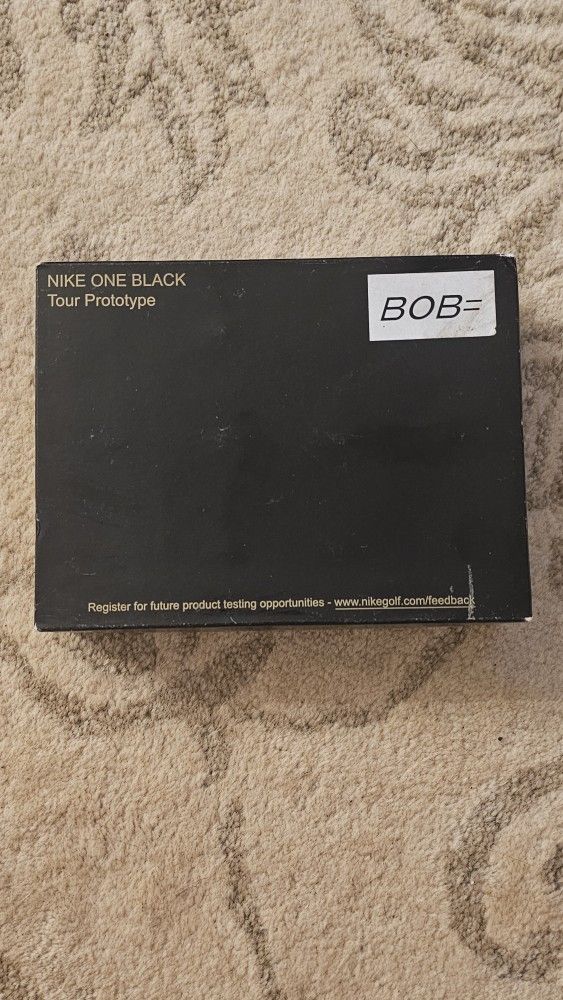 NIKE ONE BLACK
Tour Prototype
BOB=
Register for future product testing opportunities - www.nikegolf.com/feedback